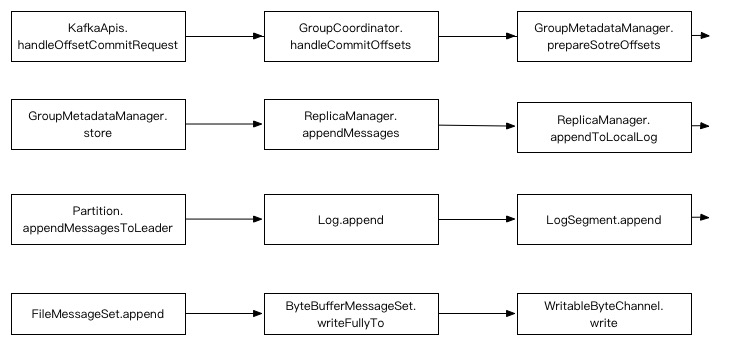 KafkaApis.
handleOffsetCommitRequest
GroupCoordinator.
handleCommitOffsets
GroupMetadataManager.
prepareSotreOffsets
GroupMetadataManager.
store
ReplicaManager.
appendMessages
ReplicaManager.
appendToLocalLog
Partition.
appendMessagesToLeader
Log.append
LogSegment.append
FileMessageSet.append
ByteBufferMessageSet.
writeFullyTo
WritableByteChannel.
write